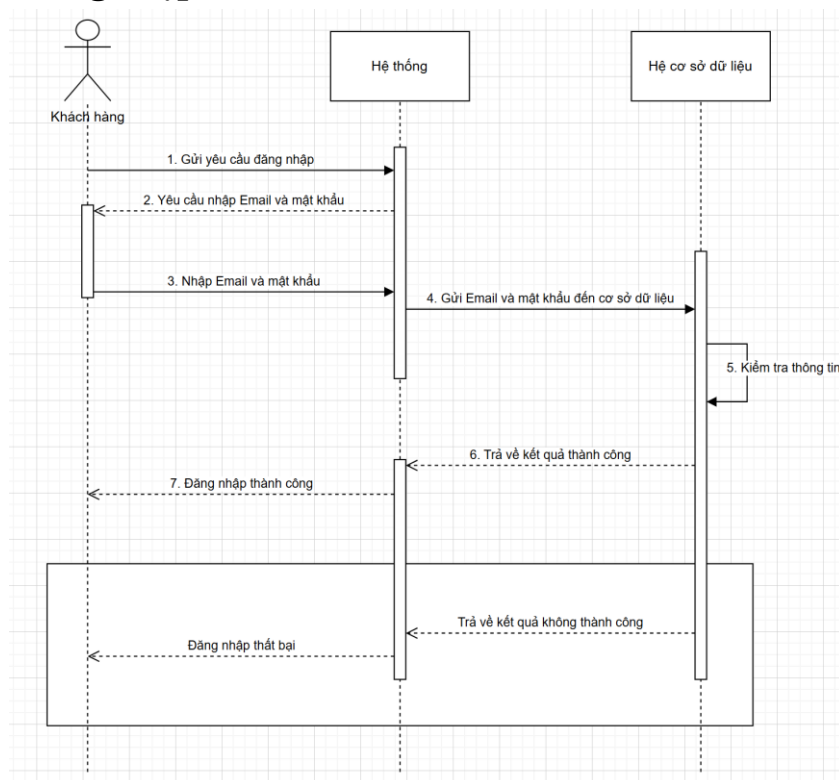 Hệ thống
Hệ cơ sở dữ liệu
Khách hàng
1. Gửi yêu cầu đăng nhập
2. Yêu cầu nhập Email và mật khẩu
3. Nhập Email và mật khẩu
4. Gửi Email và mật khẩu đến cơ sở dữ liệu
5. Kiểm tra thông tin
6. Trả về kết quả thành công
7. Đăng nhập thành công
Trả về kết quả không thành công
Đăng nhập thất bại